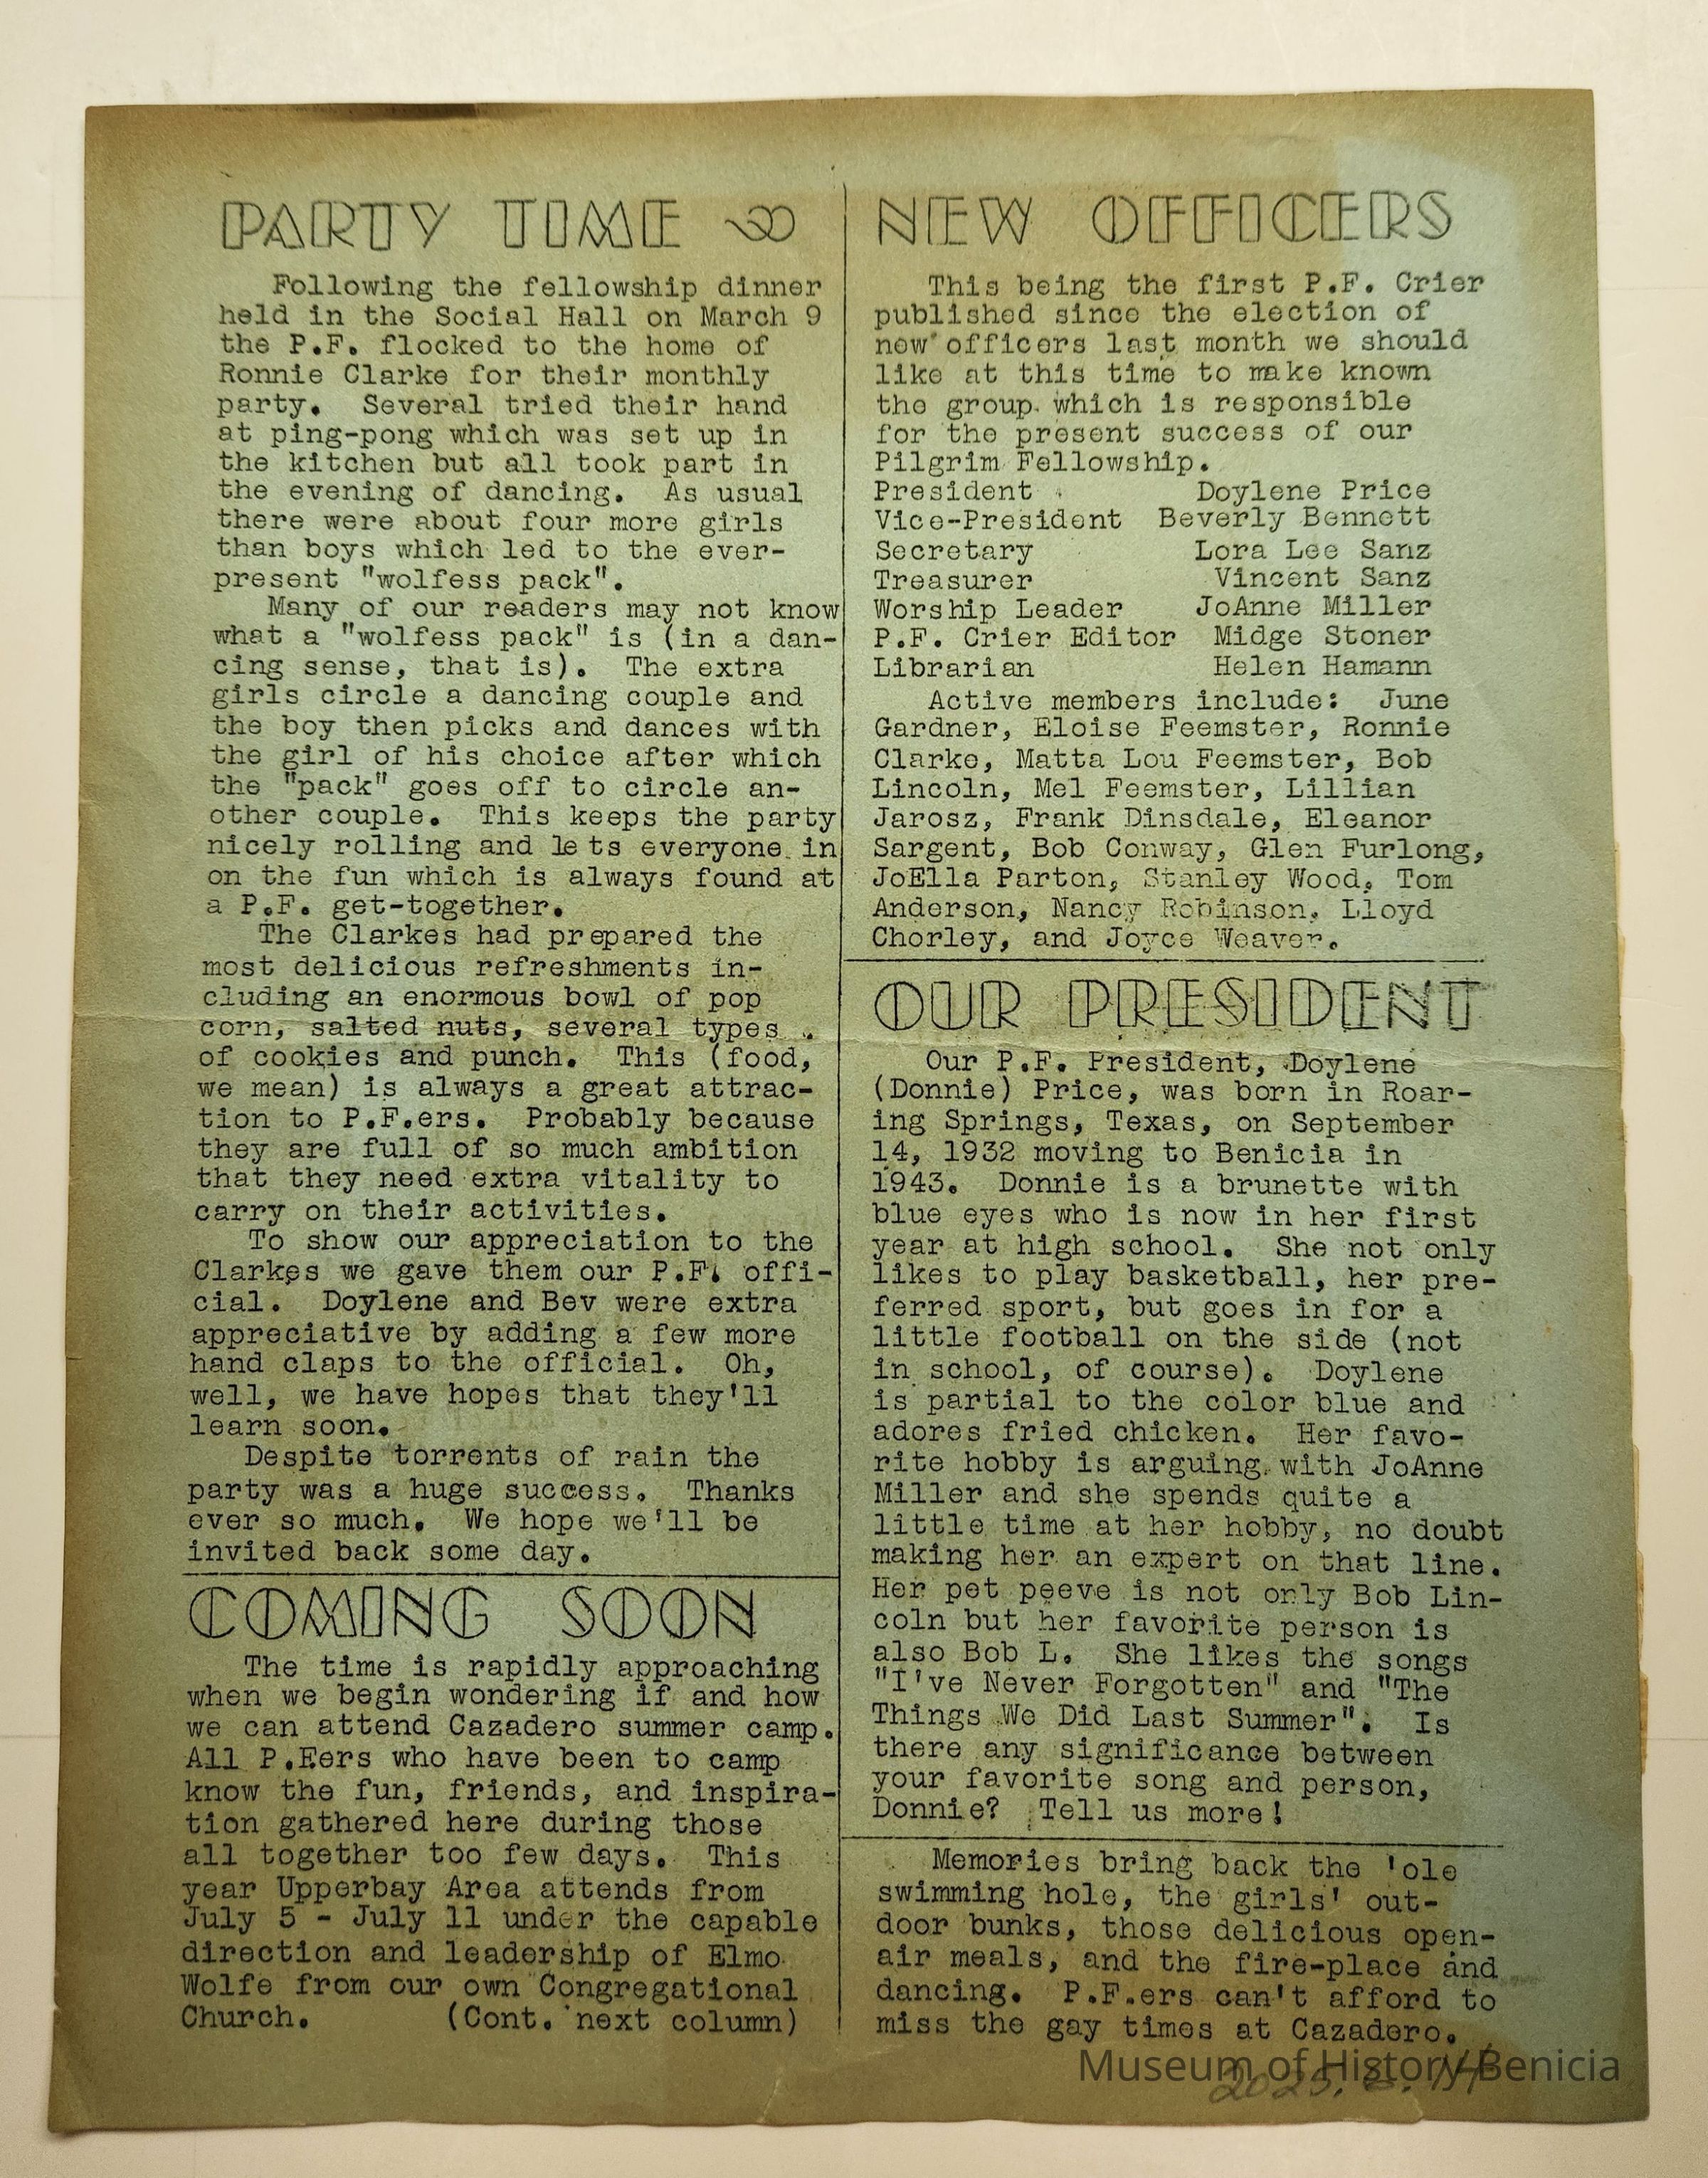 PARTY TIME
Following the fellowship dinner
held in the Social Hall on March 9
the P.F. flocked to the home of
Ronnie Clarke for their monthly
party. Several tried their hand
at ping-pong which was set up in
the kitchen but all took part in
the evening of dancing. As usual
there were about four more girls
than boys which led to the ever-
present "wolfess pack".
Many of our readers may not know
what a "wolfess pack" is (in a dan-
cing sense, that is). The extra
girls circle a dancing couple and
the boy then picks and dances with
the girl of his choice after which
the "pack" goes off to circle an-
other couple. This keeps the party
nicely rolling and lets everyone in
on the fun which is always found at
a P.F. get-together.
The Clarkes had prepared the
most delicious refreshments in-
cluding an enormous bowl of pop
corn, salted nuts, several types
of cookies and punch. This (food,
we mean) is always a great attrac-
tion to P.F.ers. Probably because
they are full of so much ambition
that they need extra vitality to
carry on their activities.
To show our appreciation to the
Clarkes we gave them our P.F. offi-
cial. Doylene and Bev were extra
appreciative by adding a few more
hand claps to the official. Oh,
well, we have hopes that they'll
learn soon.
Despite torrents of rain the
party was a huge success. Thanks
ever so much. We hope we'll be
invited back some day.
COMING SOON
The time is rapidly approaching
when we begin wondering if and how
we can attend Cazadero summer camp.
All P.Fers who have been to camp
know the fun, friends, and inspira-
tion gathered here during those
all together too few days. This
year Upperbay Area attends from
July 5 - July 11 under the capable
direction and leadership of Elmo
Wolfe from our own Congregational
Church. (Cont. next column)
NEW OFFICERS
This being the first P.F. Crier
published since the election of
new officers last month we should
like at this time to make known
the group which is responsible
for the present success of our
Pilgrim Fellowship.
President Doylene Price
Vice-President Beverly Bennett
Secretary Lora Lee Sanz
Treasurer Vincent Sanz
Worship Leader JoAnne Miller
P.F. Crier Editor Midge Stoner
Librarian Helen Hamann
Active members include: June
Gardner, Eloise Feemster, Ronnie
Clarke, Matta Lou Feemster, Bob
Lincoln, Mel Feemster, Lillian
Jarosz, Frank Dinsdale, Eleanor
Sargent, Bob Conway, Glen Furlong,
JoElla Parton, Stanley Wood, Tom
Anderson, Nancy Robinson, Lloyd
Chorley, and Joyce Weaver.
OUR PRESIDENT
Our P.F. President, Doylene
(Donnie) Price, was born in Roar-
ing Springs, Texas, on September
14, 1932 moving to Benicia in
1943. Donnie is a brunette with
blue eyes who is now in her first
year at high school. She not only
likes to play basketball, her pre-
ferred sport, but goes in for a
little football on the side (not
in school, of course). Doylene
is partial to the color blue and
adores fried chicken. Her favo-
rite hobby is arguing with JoAnne
Miller and she spends quite a
little time at her hobby, no doubt
making her an expert on that line.
Her pet peeve is not only Bob Lin-
coln but her favorite person is
also Bob L. She likes the songs
"I've Never Forgotten" and "The
Things We Did Last Summer". Is
there any significance between
your favorite song and person,
Donnie? Tell us more!
Memories bring back the 'ole
swimming hole, the girls' out-
door bunks, those delicious open-
air meals, and the fire-place and
dancing. P.F.ers can't afford to
miss the gay times at Cazadero.
Museum of History Benicia